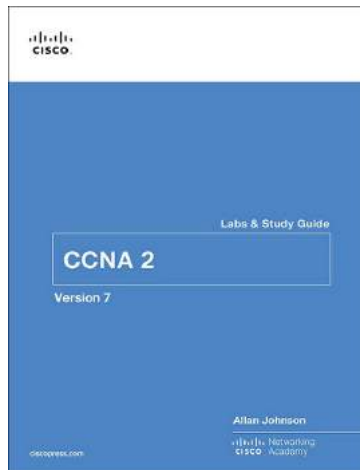 CISCO
Labs & Study Guide
CCNA 2
Version 7
Allan Johnson
Networking
CISCO Academy
ciscopress.com